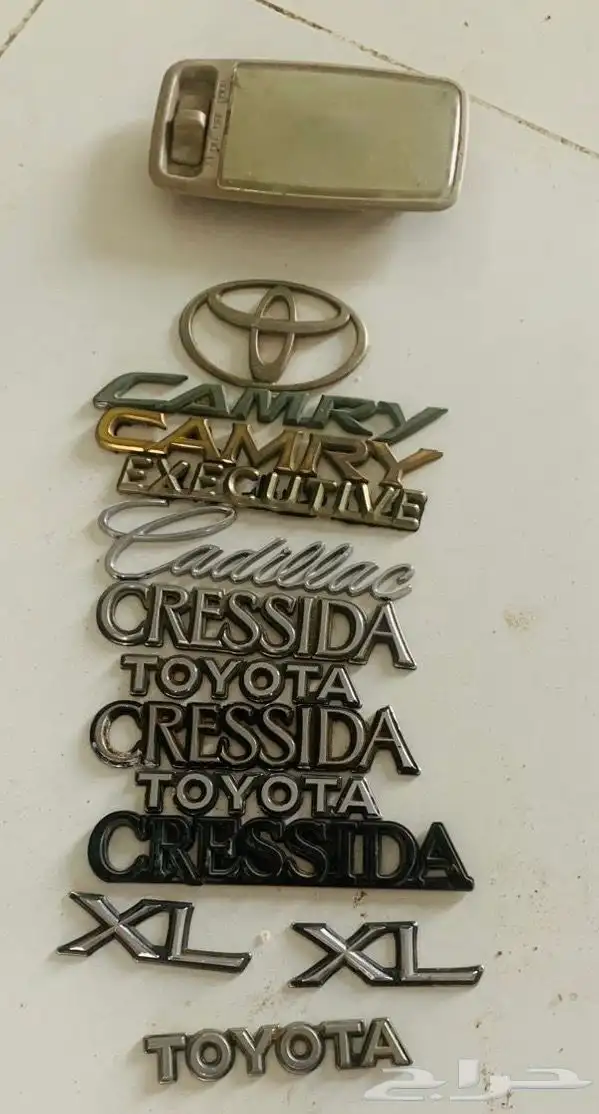 CAMRY
CAMRY
EXECUTIVE
Cadillac
CRESSIDA
TOYOTA
CRESSIDA
TOYOTA
CRESSIDA
XL XL
TOYOTA
حراج